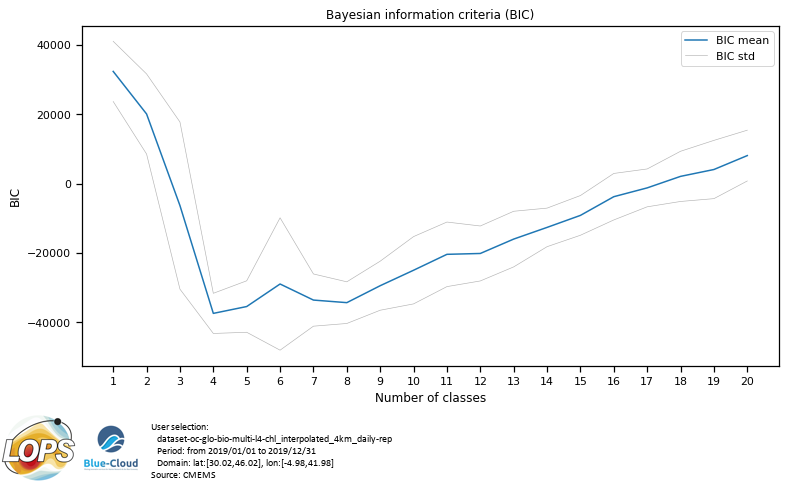 Bayesian information criteria (BIC)
BIC mean
BIC std
40000
20000
0
−20000
−40000
BIC
1 2 3 4 5 6 7 8 9 10 11 12 13 14 15 16 17 18 19 20
Number of classes
LOPS
Blue-Cloud
User selection:
dataset-oc-glo-bio-multi-l4-chl_interpolated_4km_daily-rep
Period: from 2019/01/01 to 2019/12/31
Domain: lat:[30.02,46.02], lon:[-4.98,41.98]
Source: CMEMS